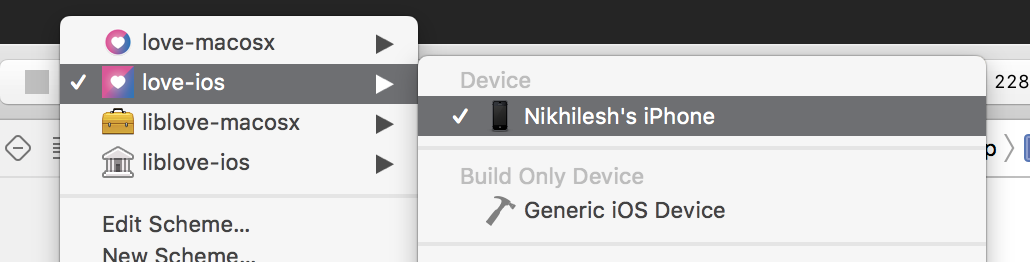 love-macosx
love-ios
liblove-macosx
liblove-ios
Edit Scheme...
New Scheme...
Device
Nikhilesh's iPhone
Build Only Device
Generic iOS Device
228
p